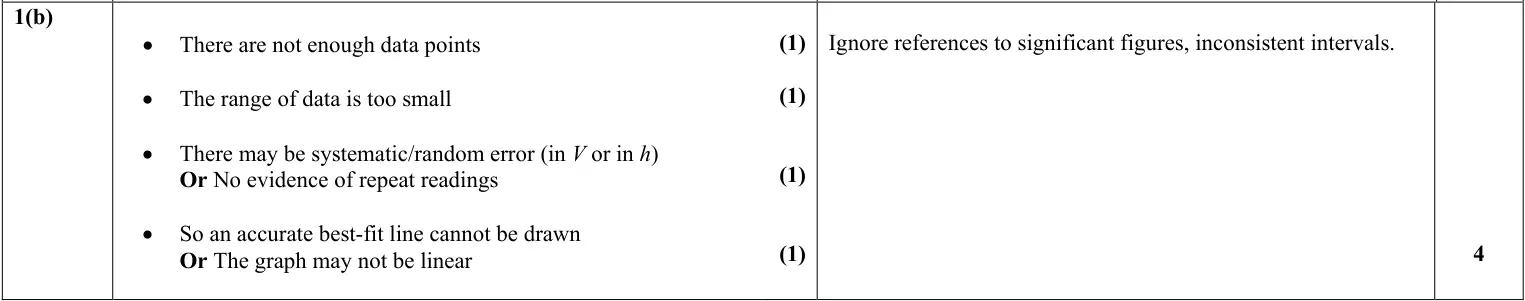 1(b)
• There are not enough data points (1) Ignore references to significant figures, inconsistent intervals.
• The range of data is too small (1)
• There may be systematic/random error (in V or in h)
Or No evidence of repeat readings (1)
• So an accurate best-fit line cannot be drawn
Or The graph may not be linear (1) 4